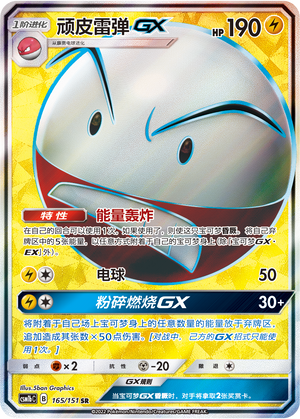 1阶进化
顽皮雷弹GX
HP190
从霹雳电球进化
特性 能量轰炸
在自己的回合可以使用1次。如果使用了，则使这只宝可梦昏厥。将自己弃
牌区中的5张能量，以任意方式附着于自己的宝可梦身上(除「宝可梦GX・
EX」外)。
电球 50
粉碎燃烧GX 30+
将附着于自己场上宝可梦身上的任意数量的能量放于弃牌区，
追加造成其张数×50点伤害。[对战中，己方的GX招式只能使
用1次。]
Illus.5ban Graphics
弱点 ×2
抵抗力 -20
撤退
csm1b C B 165/151 SR
GX规则
当宝可梦GX昏厥时，对手将拿取2张奖赏卡。
©2022 Pokémon/Nintendo/Creatures/GAME FREAK.